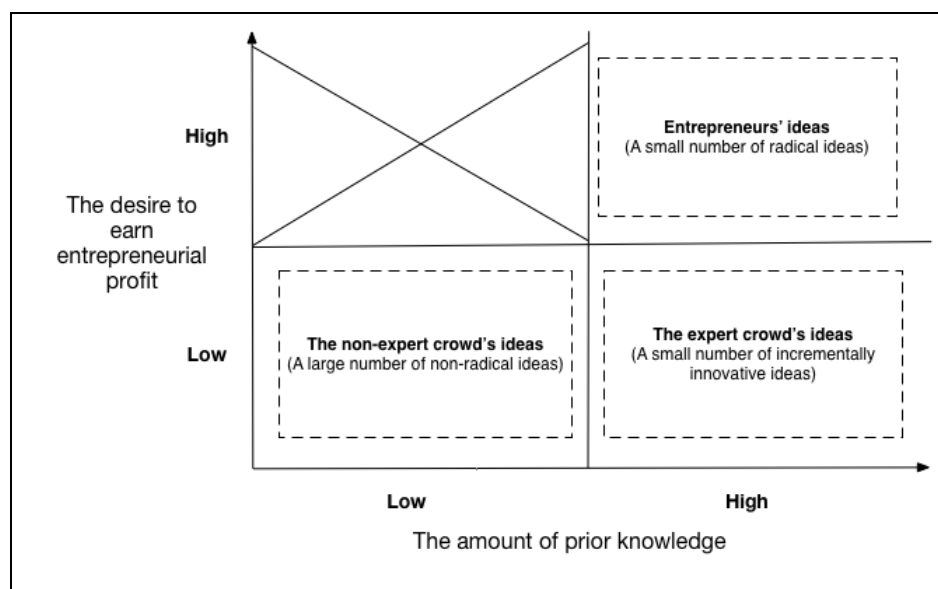 High
The desire to
earn
entrepreneurial
profit
Low
Entrepreneurs' ideas
(A small number of radical ideas)
The non-expert crowd's ideas
(A large number of non-radical ideas)
The expert crowd's ideas
(A small number of incrementally
innovative ideas)
Low
High
The amount of prior knowledge